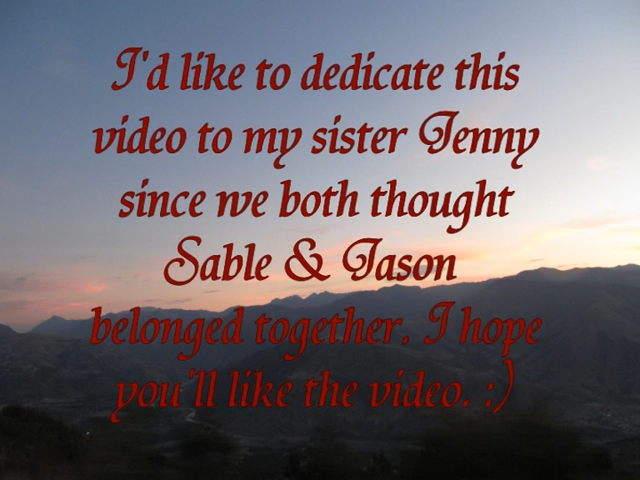 I'd like to dedicate this
video to my sister Jenny
since we both thought
Sable & Jason
belonged together. I hope
you'll like the video. :)